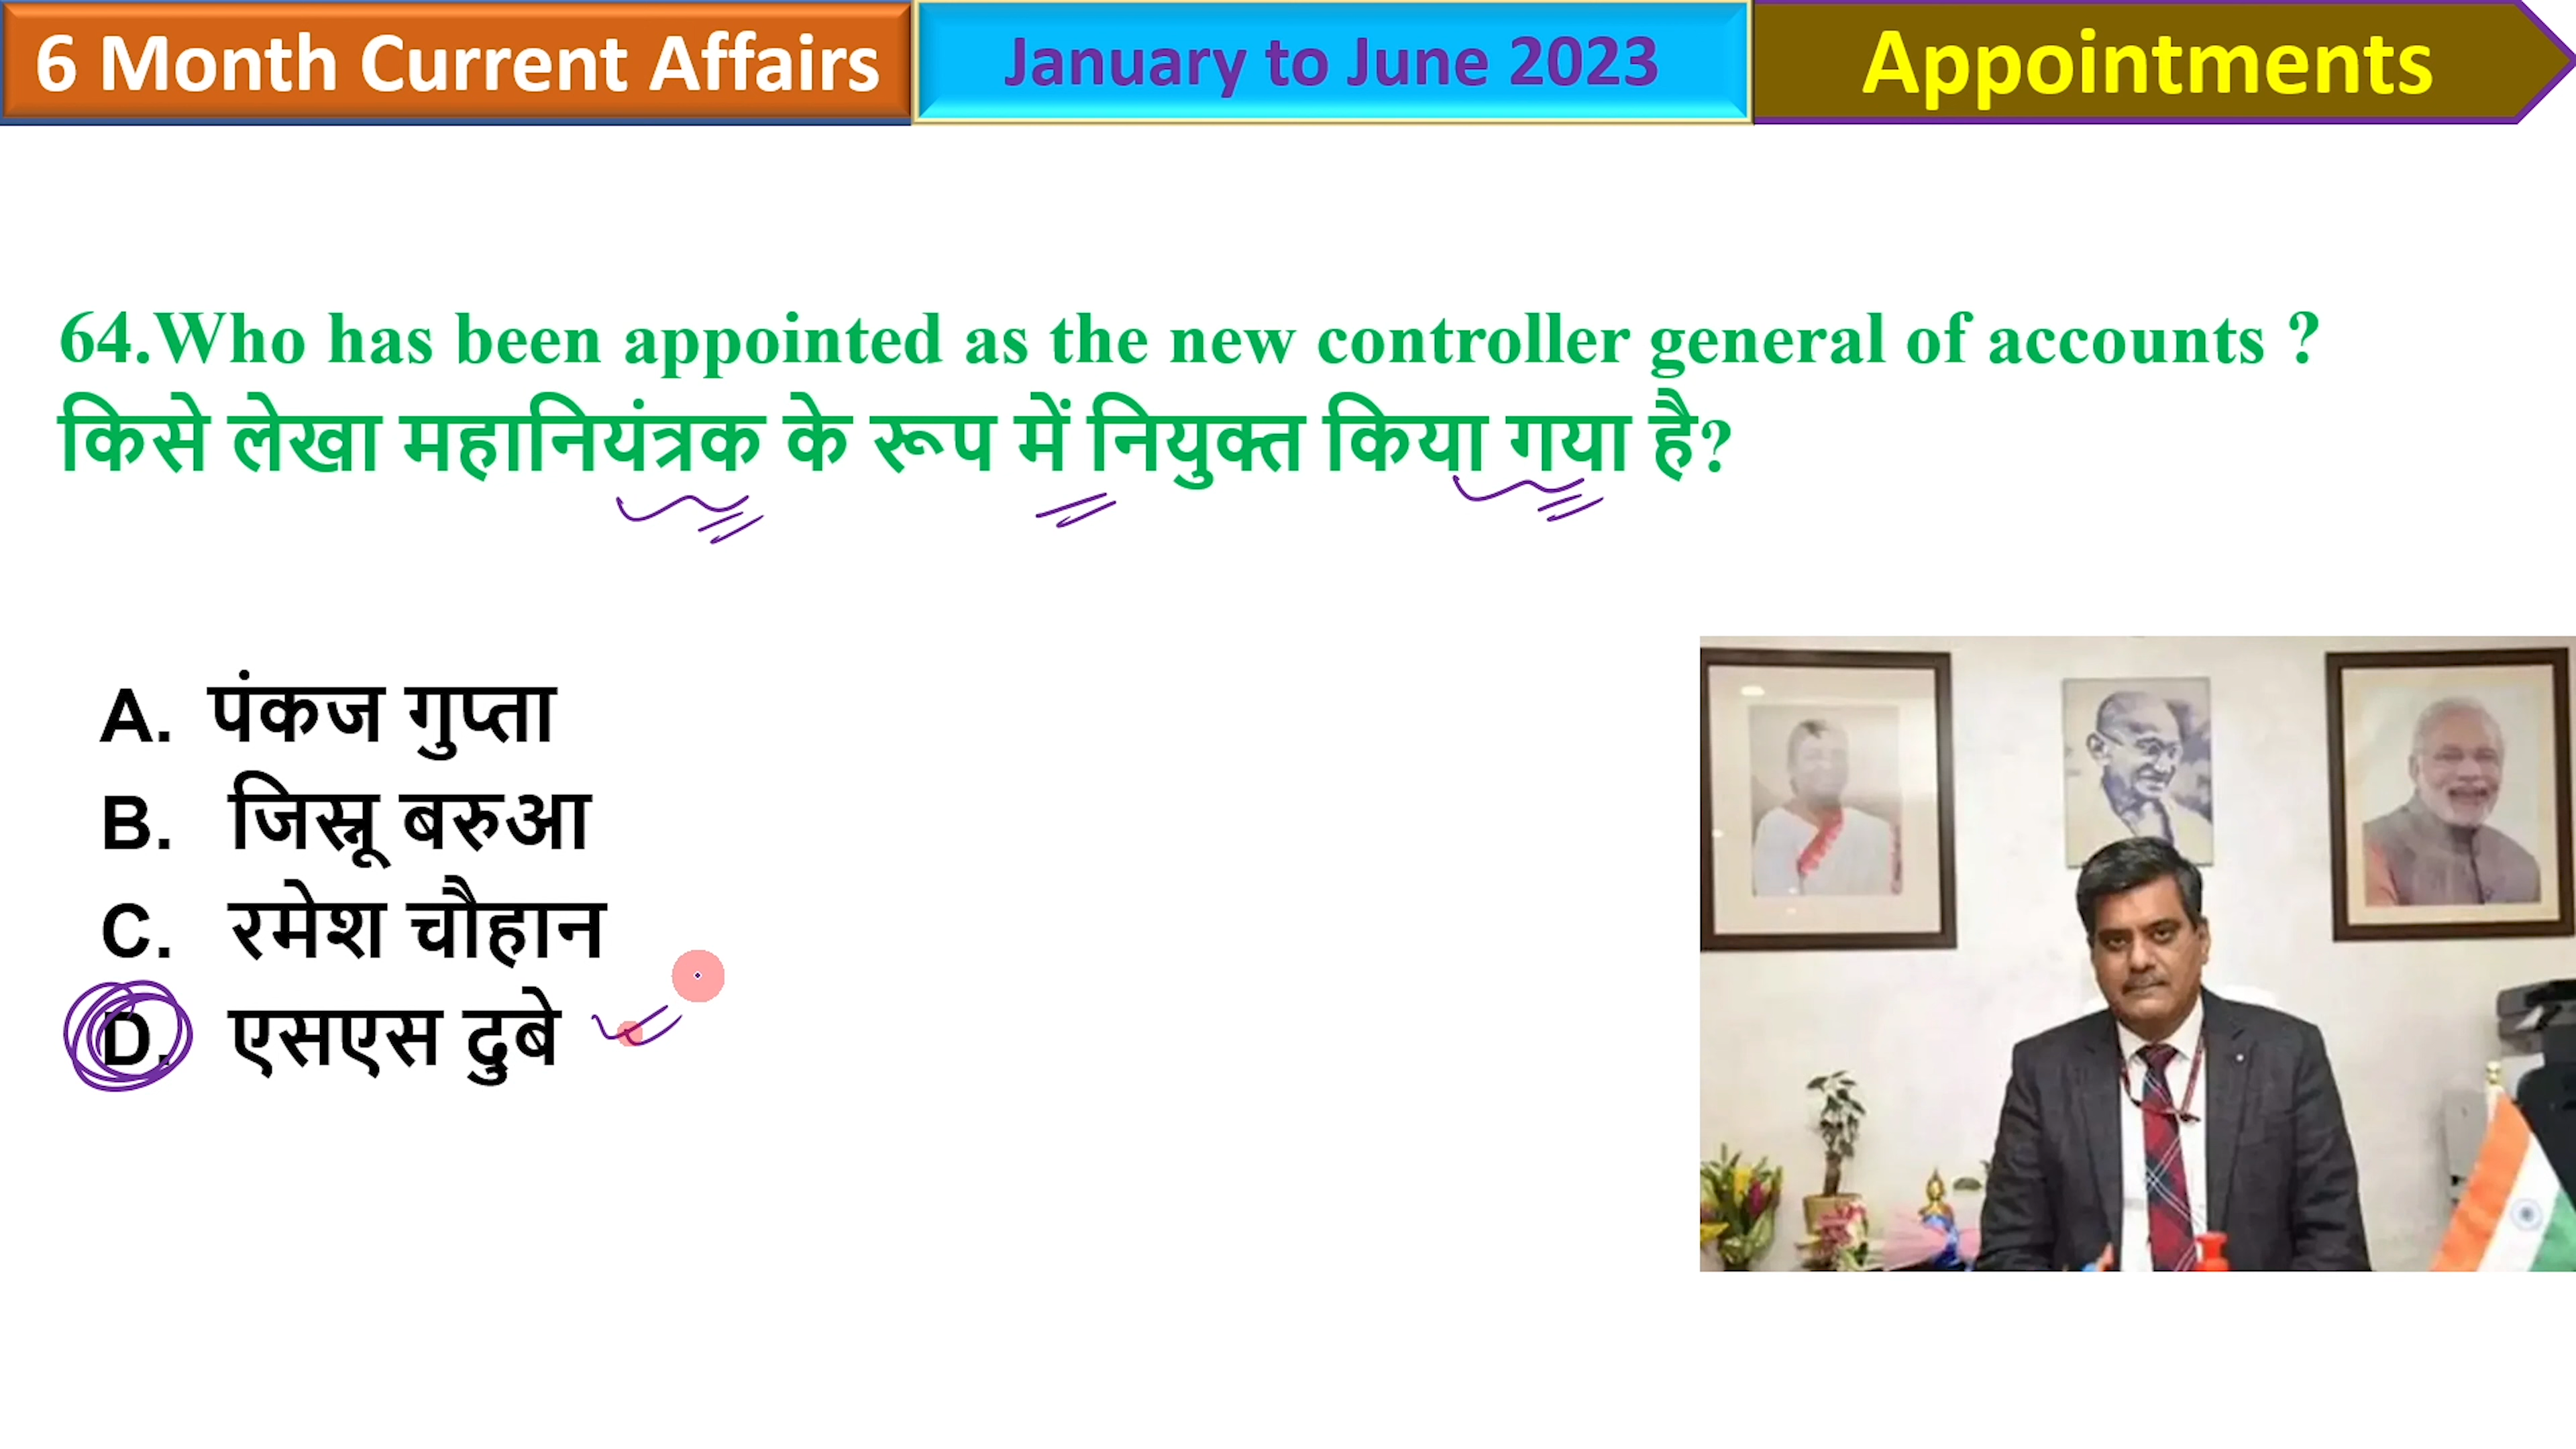 6 Month Current Affairs
January to June 2023
Appointments
64.Who has been appointed as the new controller general of accounts ?
किसे लेखा महानियंत्रक के रूप में नियुक्त किया गया है?
A. पंकज गुप्ता
B. जिस्नू बरुआ
C. रमेश चौहान
D. एसएस दुबे